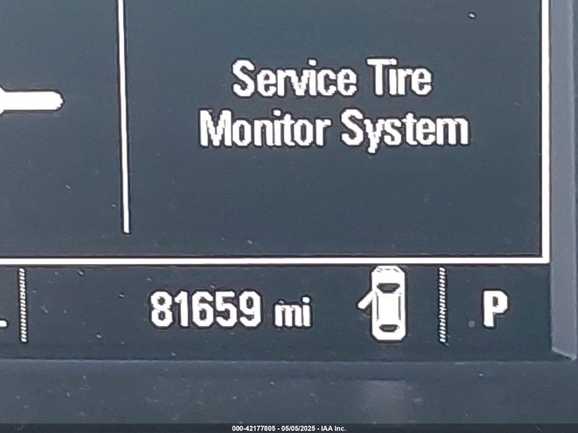 Service Tire
Monitor System
81659 mi
P
000-42177805 - 05/05/2025 - IAA Inc.